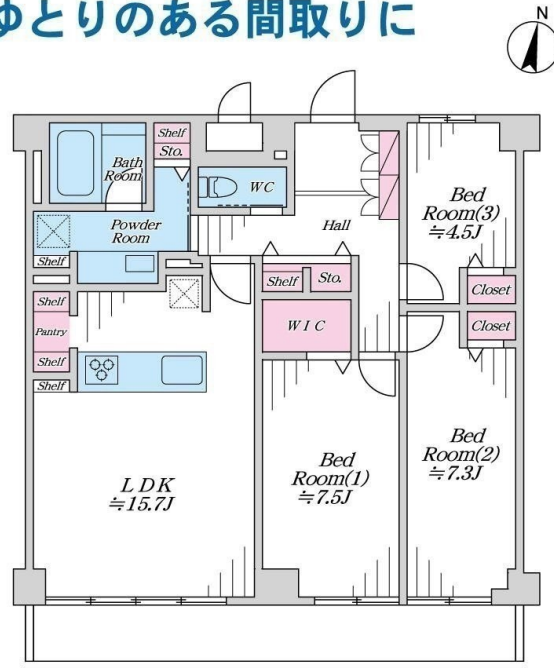 ゆとりのある間取りに
N
Shelf
Sto.
Bath
Room
WC
Powder
Room
Hall
Bed
Room(3)
≒4.5J
Shelf
Shelf
Sto.
Closet
Shelf
Pantry
Shelf
WIC
Closet
Shelf
LDK
≒15.7J
Bed
Room(1)
≒7.5J
Bed
Room(2)
≒7.3J